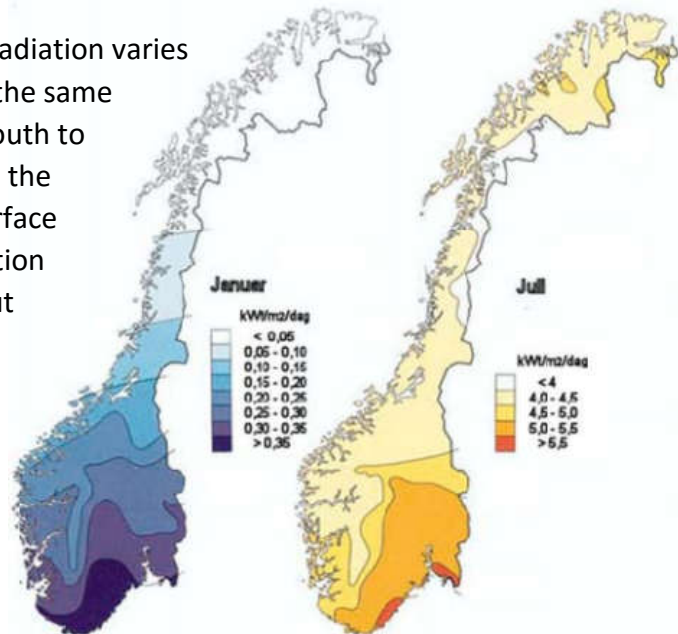 adiation varies
the same
outh to
the
rface
tion
t
Januar
kWt/m2/dag
< 0,05
0,05 - 0,10
0,10 - 0,15
0,15 - 0,20
0,20 - 0,25
0,25 - 0,30
0,30 - 0,35
> 0,35
Juli
kWt/m2/dag
< 4
4,0 - 4,5
4,5 - 5,0
5,0 - 5,5
> 5,5